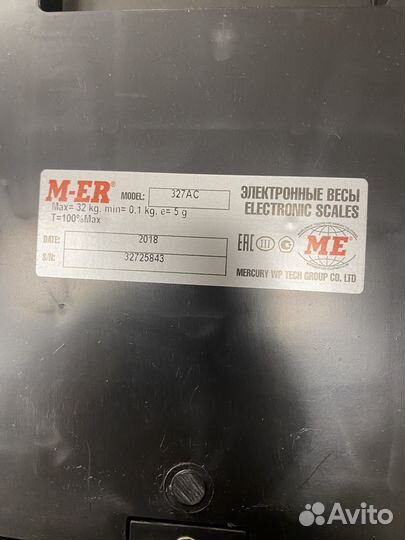 M-ER® MODEL: 327AC
Max= 32 kg. min= 0.1 kg. e= 5 g
T=100%Max
DATE: 2018
S/N: 32725843
ЭЛЕКТРОННЫЕ ВЕСЫ
ELECTRONIC SCALES
EAC ME
MERCURY WP TECH GROUP CO. LTD
Avito